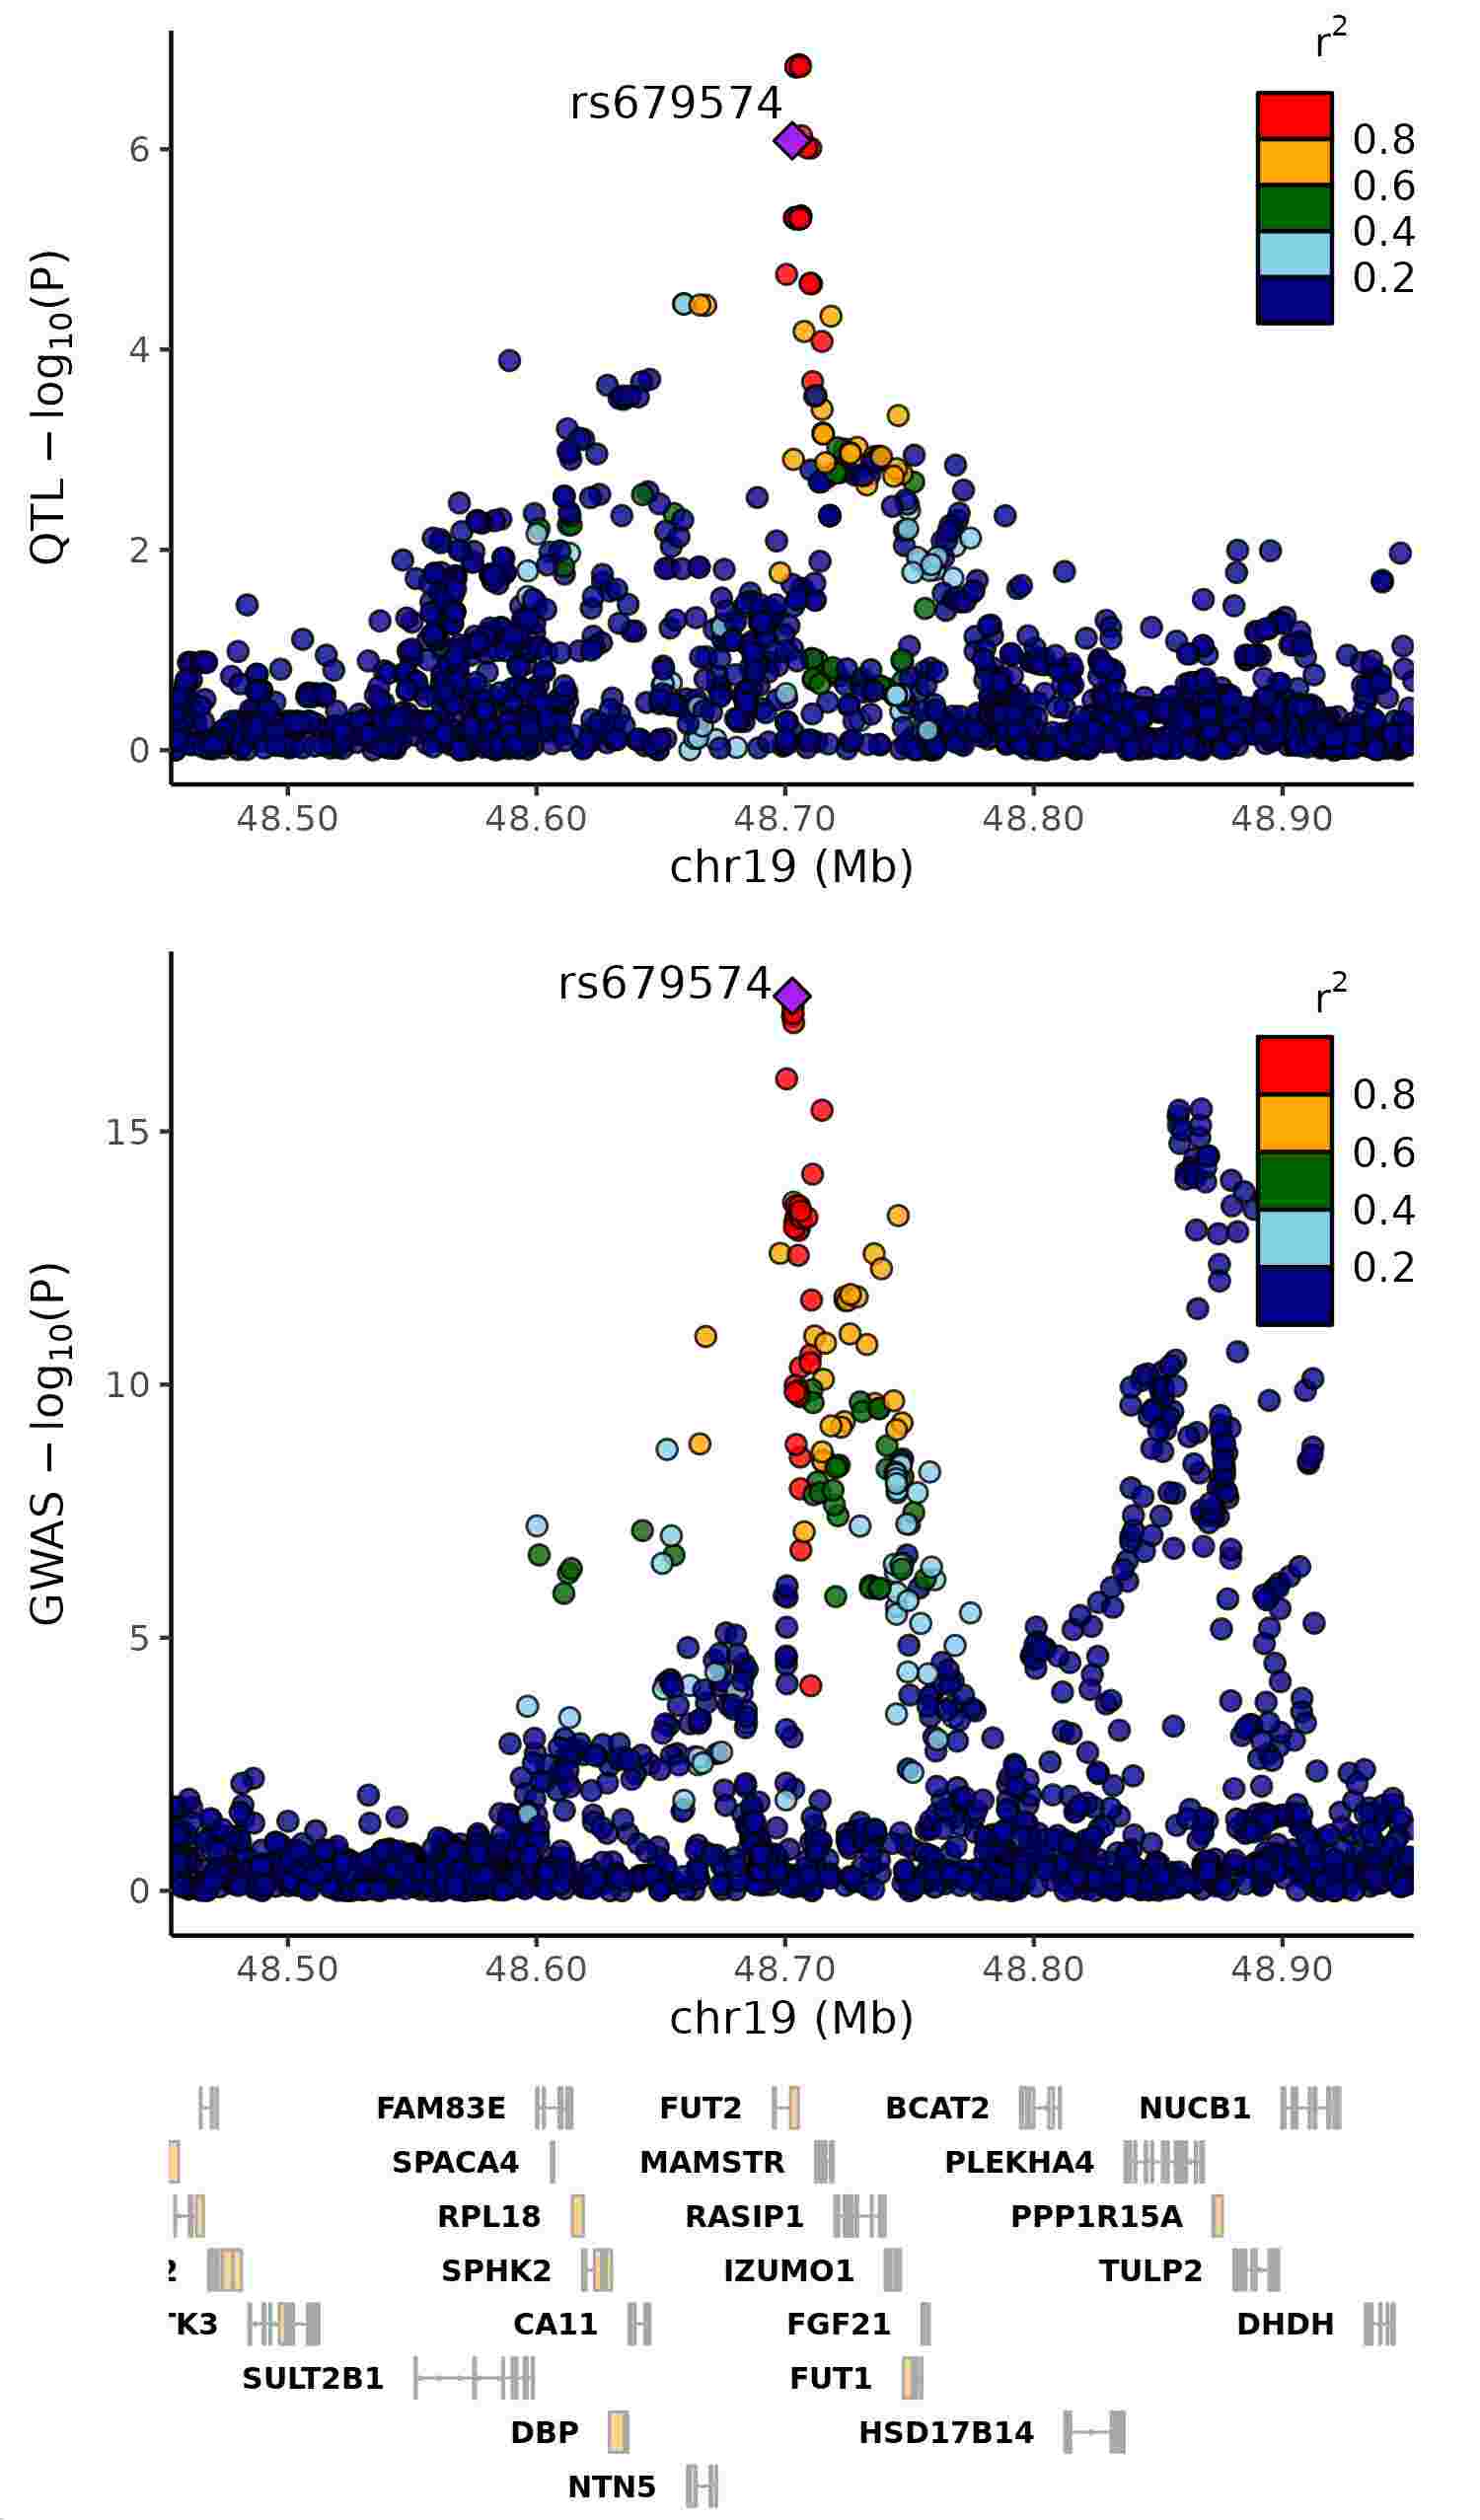 r2
rs679574
0.8
0.6
0.4
0.2
6
4
2
0
QTL − log10(P)
48.50 48.60 48.70 48.80 48.90
chr19 (Mb)
rs679574
r2
0.8
0.6
0.4
0.2
15
10
5
0
GWAS − log10(P)
48.50 48.60 48.70 48.80 48.90
chr19 (Mb)
FAM83E FUT2 BCAT2 NUCB1
SPACA4 MAMSTR PLEKHA4
RPL18 RASIP1 PPP1R15A
2 SPHK2 IZUMO1 TULP2
TK3 CA11 FGF21 DHDH
SULT2B1 FUT1
DBP HSD17B14
NTN5